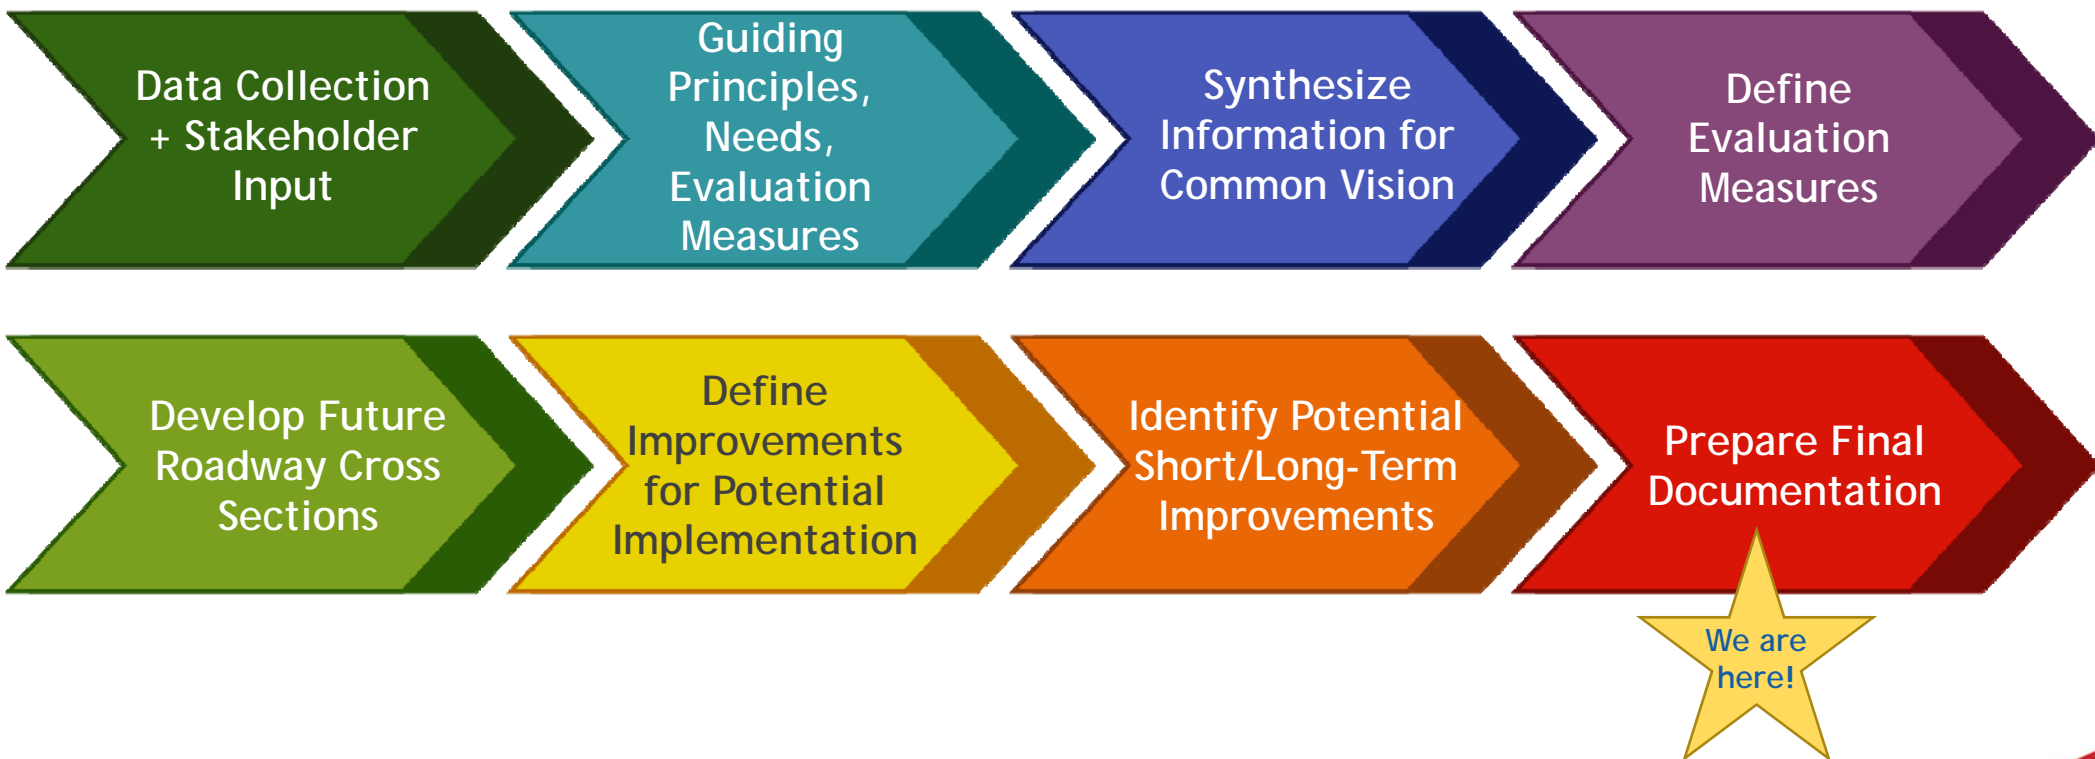 Data Collection
+ Stakeholder
Input
Guiding
Principles,
Needs,
Evaluation
Measures
Synthesize
Information for
Common Vision
Define
Evaluation
Measures
Develop Future
Roadway Cross
Sections
Define
Improvements
for Potential
Implementation
Identify Potential
Short/Long-Term
Improvements
Prepare Final
Documentation
We are
here!